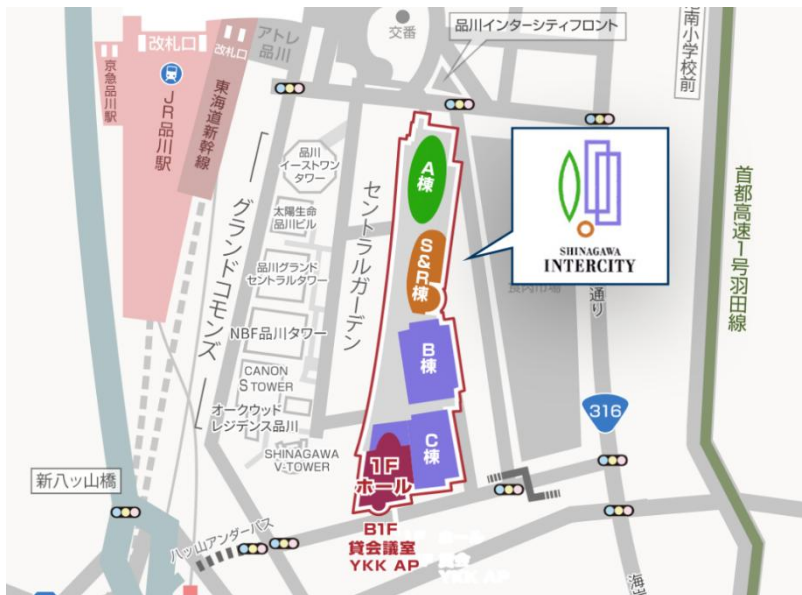 改札口
アトレ
品川
改札口
交番
品川インターシティフロント
南小学校前
京急品川駅
JR品川駅
東海道新幹線
品川
イーストワン
タワー
太陽生命
品川ビル
品川グランド
セントラルタワー
NBF品川タワー
CANON
S TOWER
オークウッド
レジデンス品川
SHINAGAWA
V-TOWER
グランドコモンズ
セントラルガーデン
A棟
S&R棟
B棟
C棟
1F
ホール
B1F
貸会議室
YKK AP
SHINAGAWA
INTERCITY
通り
首都高速1号羽田線
316
新八ッ山橋
八ッ山アンダーパス
YKK AP
海岸